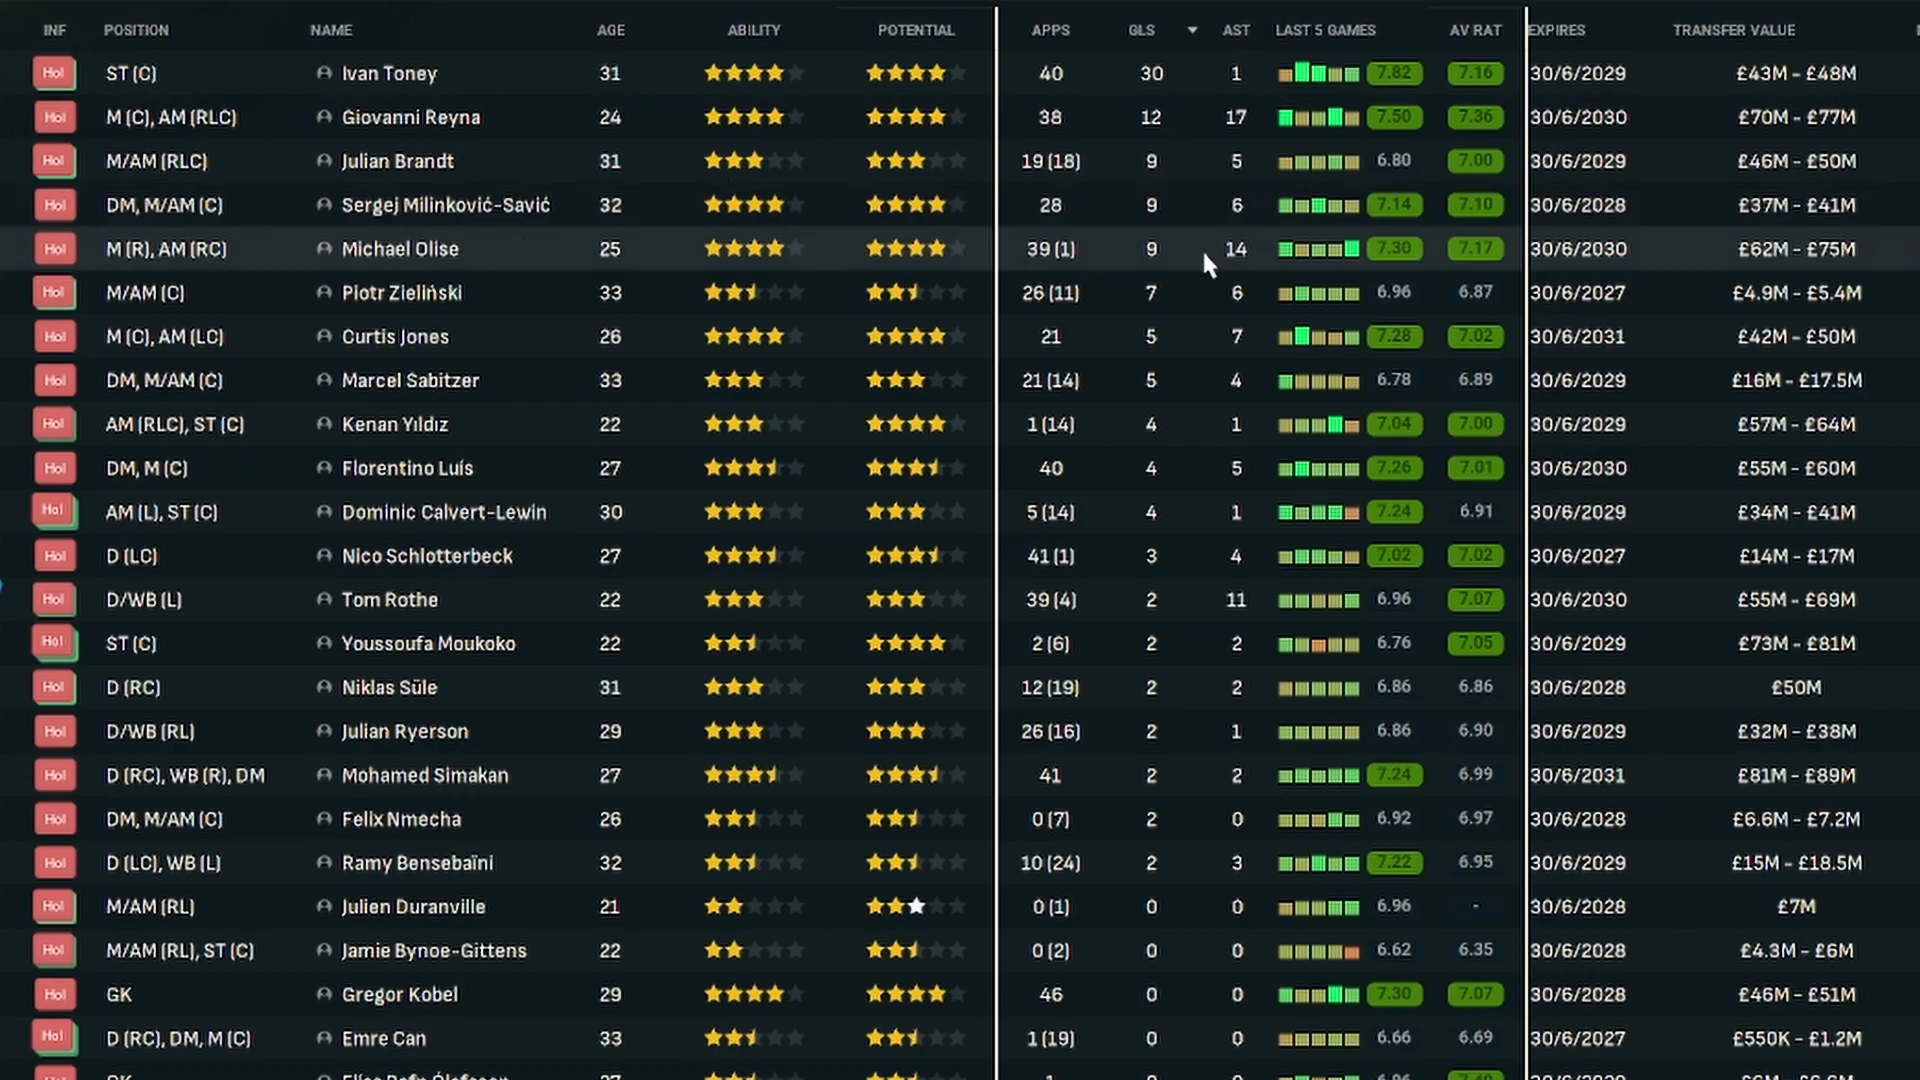 INF POSITION NAME AGE ABILITY POTENTIAL APPS GLS AST LAST 5 GAMES AV RAT EXPIRES TRANSFER VALUE
Hol ST (C) Ivan Toney 31 40 30 1 7.82 7.16 30/6/2029 £43M - £48M
Hol M (C), AM (RLC) Giovanni Reyna 24 38 12 17 7.50 7.36 30/6/2030 £70M - £77M
Hol M/AM (RLC) Julian Brandt 31 19 (18) 9 5 6.80 7.00 30/6/2029 £46M - £50M
Hol DM, M/AM (C) Sergej Milinković-Savić 32 28 9 6 7.14 7.10 30/6/2028 £37M - £41M
Hol M (R), AM (RC) Michael Olise 25 39 (1) 9 14 7.30 7.17 30/6/2030 £62M - £75M
Hol M/AM (C) Piotr Zieliński 33 26 (11) 7 6 6.96 6.87 30/6/2027 £4.9M - £5.4M
Hol M (C), AM (LC) Curtis Jones 26 21 5 7 7.28 7.02 30/6/2031 £42M - £50M
Hol DM, M/AM (C) Marcel Sabitzer 33 21 (14) 5 4 6.78 6.89 30/6/2029 £16M - £17.5M
Hol AM (RLC), ST (C) Kenan Yıldız 22 1 (14) 4 1 7.04 7.00 30/6/2029 £57M - £64M
Hol DM, M (C) Florentino Luís 27 40 4 5 7.26 7.01 30/6/2030 £55M - £60M
Hol AM (L), ST (C) Dominic Calvert-Lewin 30 5 (14) 4 1 7.24 6.91 30/6/2029 £34M - £41M
Hol D (LC) Nico Schlotterbeck 27 41 (1) 3 4 7.02 7.02 30/6/2027 £14M - £17M
Hol D/WB (L) Tom Rothe 22 39 (4) 2 11 6.96 7.07 30/6/2030 £55M - £69M
Hol ST (C) Youssoufa Moukoko 22 2 (6) 2 2 6.76 7.05 30/6/2029 £73M - £81M
Hol D (RC) Niklas Süle 31 12 (19) 2 2 6.86 6.86 30/6/2028 £50M
Hol D/WB (RL) Julian Ryerson 29 26 (16) 2 1 6.86 6.90 30/6/2029 £32M - £38M
Hol D (RC), WB (R), DM Mohamed Simakan 27 41 2 2 7.24 6.99 30/6/2031 £81M - £89M
Hol DM, M/AM (C) Felix Nmecha 26 0 (7) 2 0 6.92 6.97 30/6/2028 £6.6M - £7.2M
Hol D (LC), WB (L) Ramy Bensebaïni 32 10 (24) 2 3 7.22 6.95 30/6/2029 £15M - £18.5M
Hol M/AM (RL) Julien Duranville 21 0 (1) 0 0 6.96 - 30/6/2028 £7M
Hol M/AM (RL), ST (C) Jamie Bynoe-Gittens 22 0 (2) 0 0 6.62 6.35 30/6/2028 £4.3M - £6M
Hol GK Gregor Kobel 29 46 0 0 7.30 7.07 30/6/2028 £46M - £51M
Hol D (RC), DM, M (C) Emre Can 33 1 (19) 0 0 6.66 6.69 30/6/2027 £550K - £1.2M